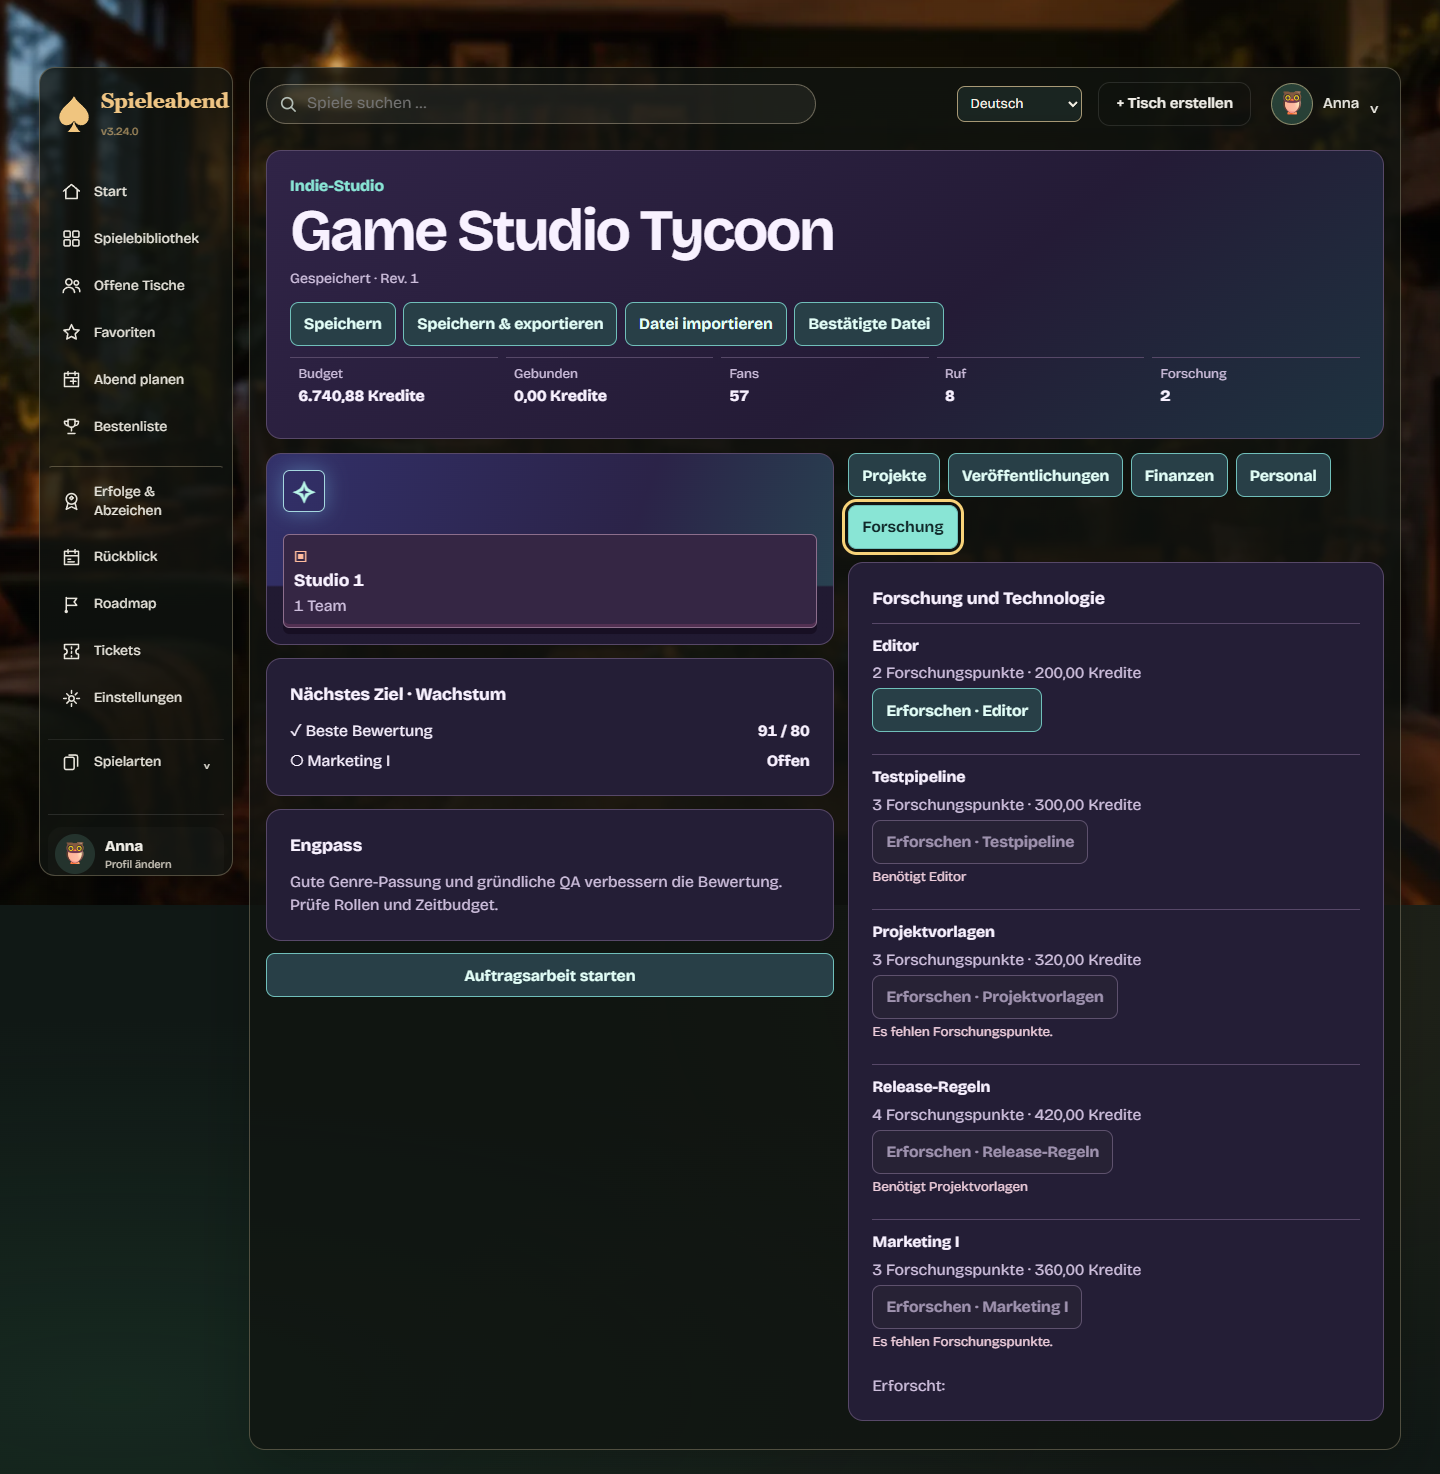 Spieleabend
v3.24.0
Start
Spielebibliothek
Offene Tische
Favoriten
Abend planen
Bestenliste
Erfolge &
Abzeichen
Rückblick
Roadmap
Tickets
Einstellungen
Spielarten
Anna
Profil ändern
Spiele suchen ...
Deutsch
+ Tisch erstellen
Anna
Indie-Studio
Game Studio Tycoon
Gespeichert · Rev. 1
Speichern
Speichern & exportieren
Datei importieren
Bestätigte Datei
Budget
6.740,88 Kredite
Gebunden
0,00 Kredite
Fans
57
Ruf
8
Forschung
2
Studio 1
1 Team
Nächstes Ziel · Wachstum
✓ Beste Bewertung 91 / 80
○ Marketing I Offen
Engpass
Gute Genre-Passung und gründliche QA verbessern die Bewertung.
Prüfe Rollen und Zeitbudget.
Auftragsarbeit starten
Projekte
Veröffentlichungen
Finanzen
Personal
Forschung
Forschung und Technologie
Editor
2 Forschungspunkte · 200,00 Kredite
Erforschen · Editor
Testpipeline
3 Forschungspunkte · 300,00 Kredite
Erforschen · Testpipeline
Benötigt Editor
Projektvorlagen
3 Forschungspunkte · 320,00 Kredite
Erforschen · Projektvorlagen
Es fehlen Forschungspunkte.
Release-Regeln
4 Forschungspunkte · 420,00 Kredite
Erforschen · Release-Regeln
Benötigt Projektvorlagen
Marketing I
3 Forschungspunkte · 360,00 Kredite
Erforschen · Marketing I
Es fehlen Forschungspunkte.
Erforscht: